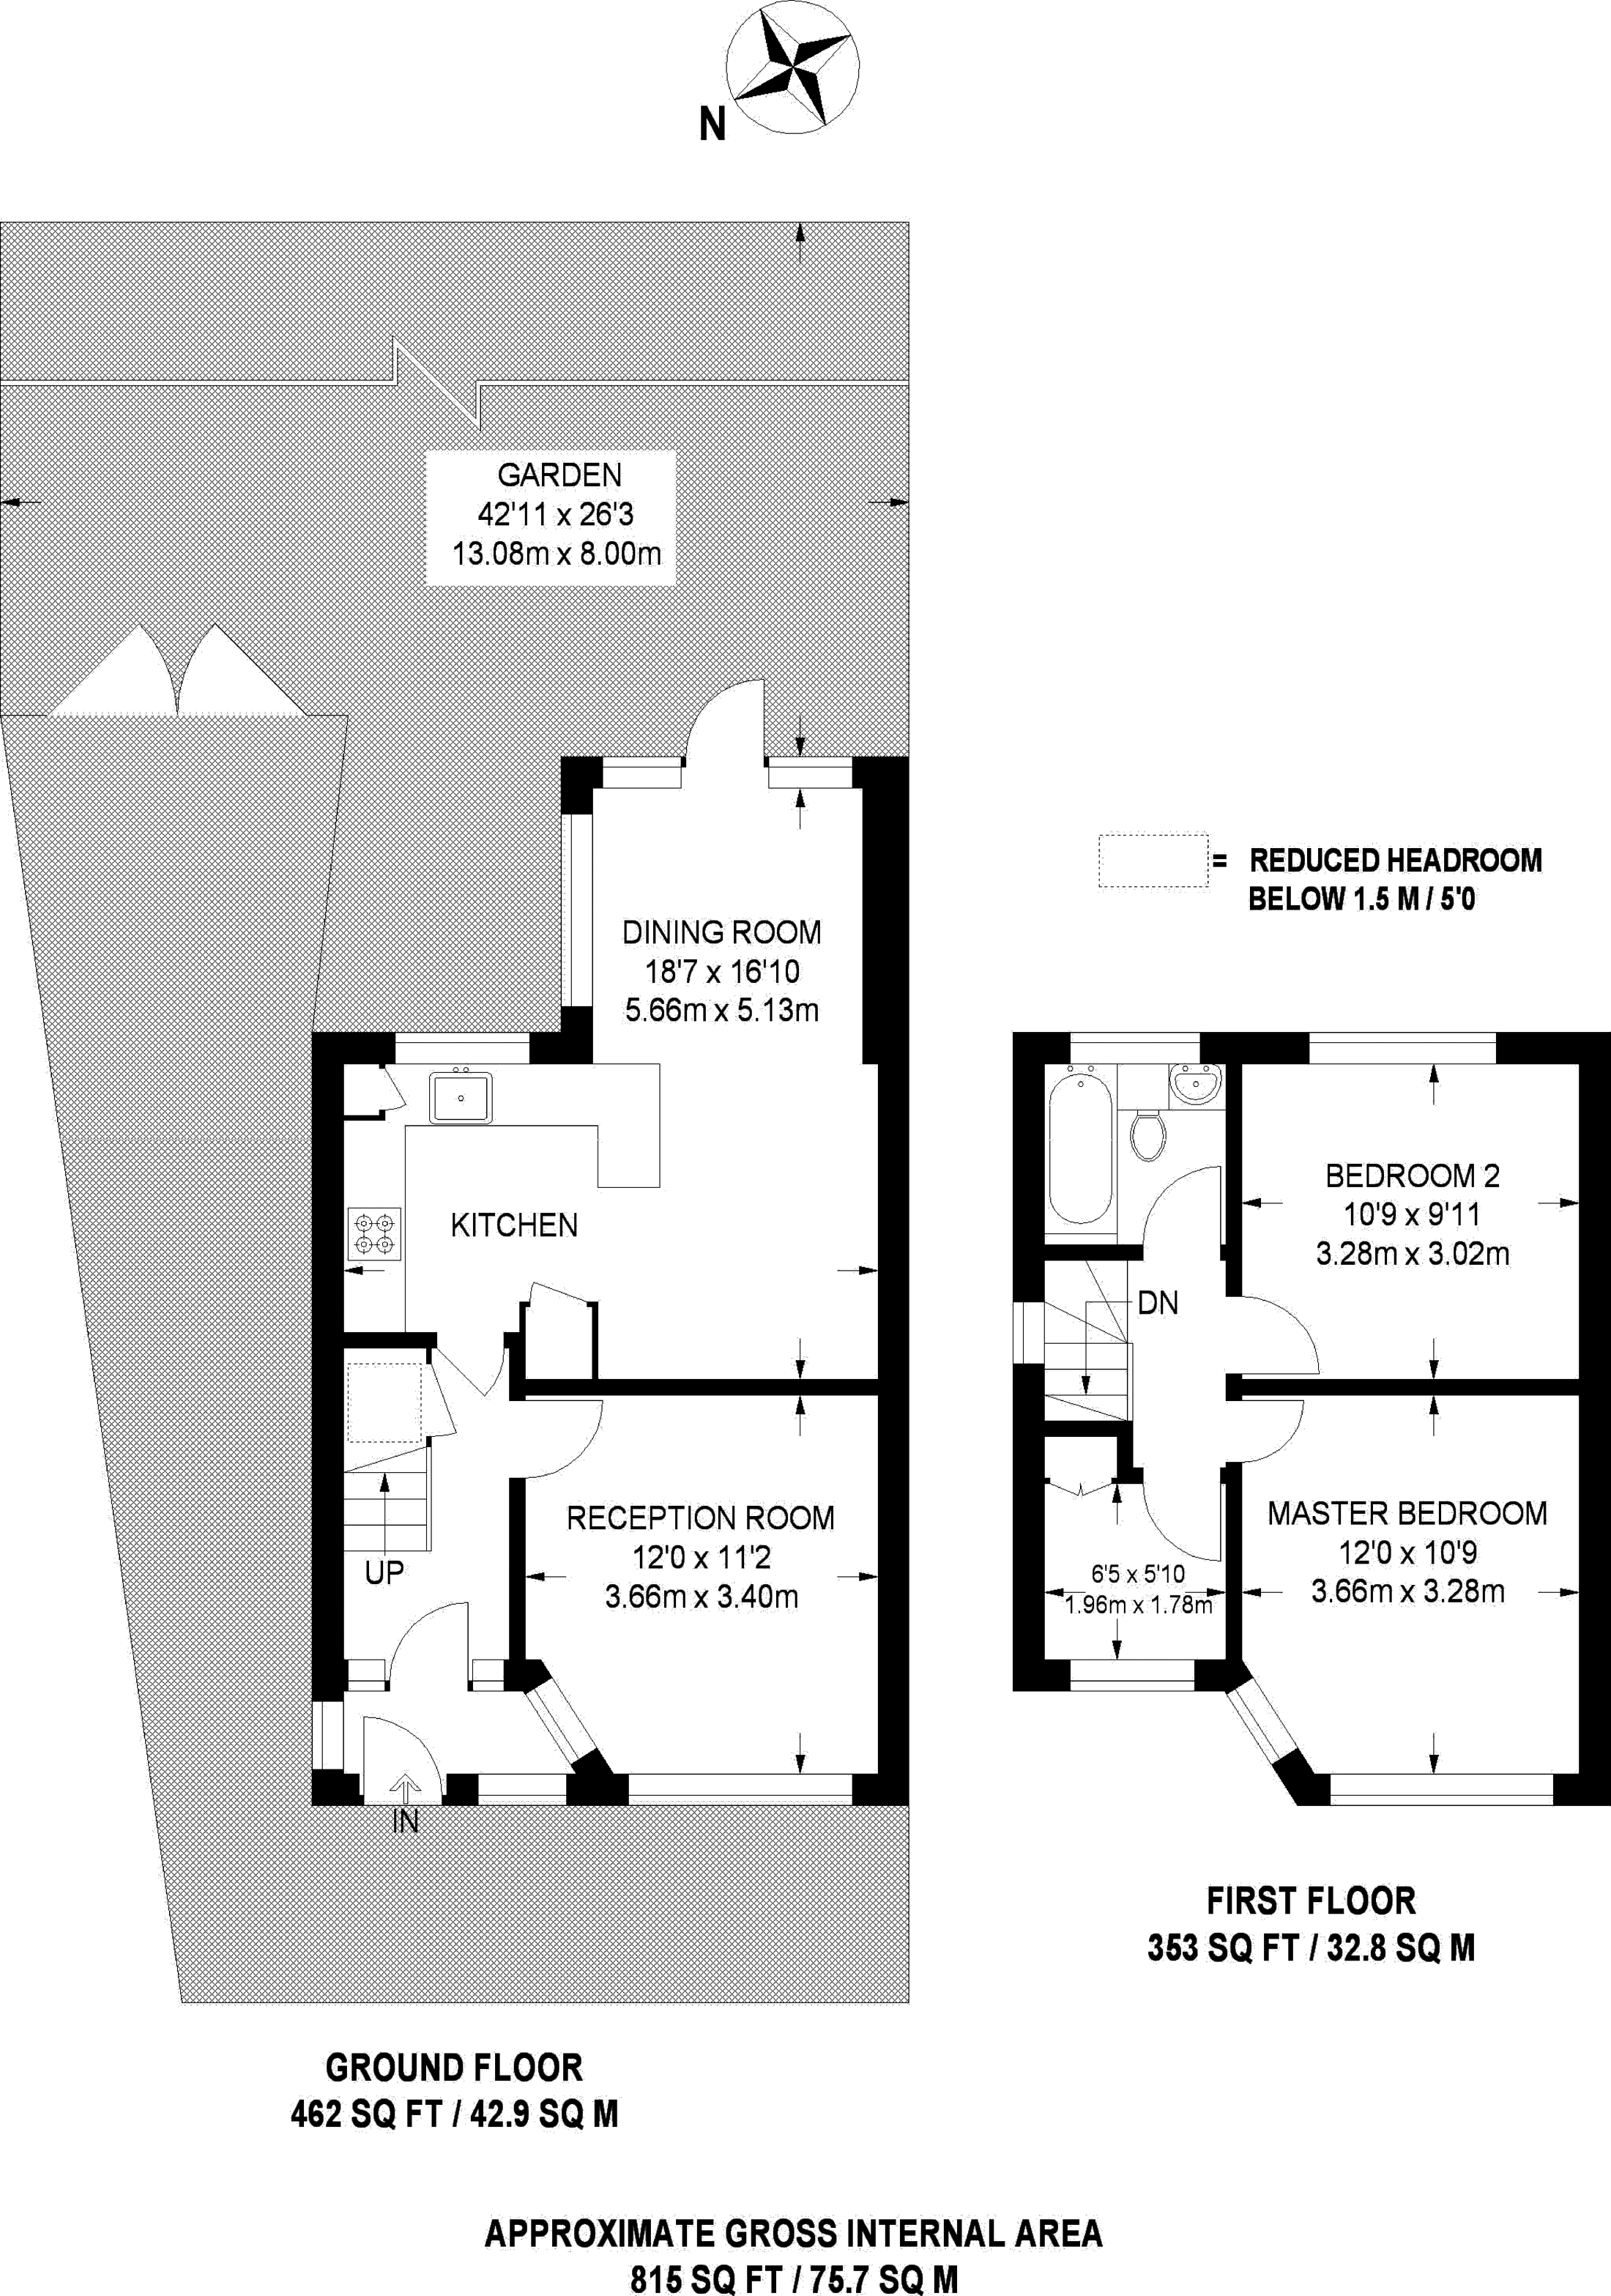 N
GARDEN
42'11 x 26'3
13.08m x 8.00m
DINING ROOM
18'7 x 16'10
5.66m x 5.13m
= REDUCED HEADROOM
BELOW 1.5 M / 5'0
KITCHEN
BEDROOM 2
10'9 x 9'11
3.28m x 3.02m
DN
RECEPTION ROOM
12'0 x 11'2
3.66m x 3.40m
UP
MASTER BEDROOM
12'0 x 10'9
3.66m x 3.28m
6'5 x 5'10
1.96m x 1.78m
IN
FIRST FLOOR
353 SQ FT / 32.8 SQ M
GROUND FLOOR
462 SQ FT / 42.9 SQ M
APPROXIMATE GROSS INTERNAL AREA
815 SQ FT / 75.7 SQ M